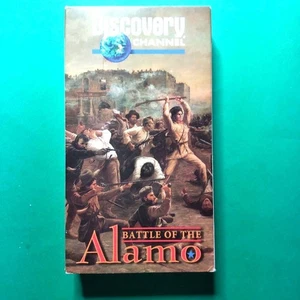 Discovery
CHANNEL
BATTLE OF THE
Alamo